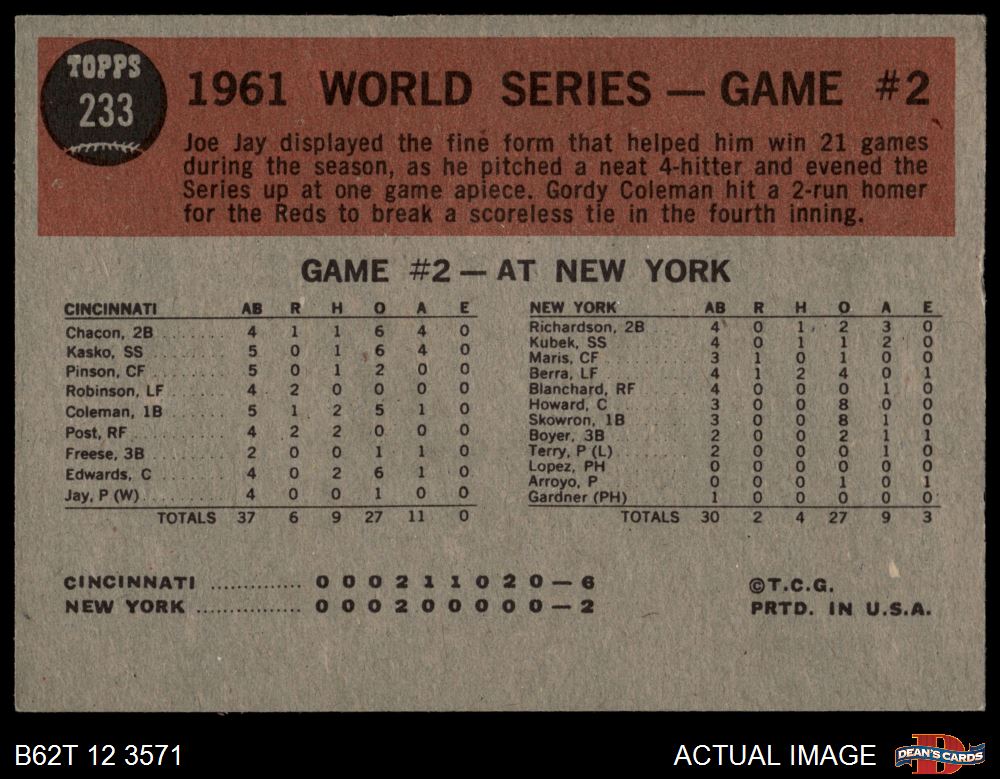 TOPPS
233
1961 WORLD SERIES — GAME #2
Joe Jay displayed the fine form that helped him win 21 games
during the season, as he pitched a neat 4-hitter and evened the
Series up at one game apiece. Gordy Coleman hit a 2-run homer
for the Reds to break a scoreless tie in the fourth inning.
GAME #2 — AT NEW YORK
CINCINNATI AB R H O A E
Chacon, 2B ........ 4 1 1 6 4 0
Kasko, SS ........ 5 0 1 6 4 0
Pinson, CF ........ 5 0 1 2 0 0
Robinson, LF ...... 4 2 0 0 0 0
Coleman, 1B ....... 5 1 2 5 1 0
Post, RF .......... 4 2 2 0 0 0
Freese, 3B ........ 2 0 0 1 1 0
Edwards, C ........ 4 0 2 6 1 0
Jay, P (W) ........ 4 0 0 1 0 0
TOTALS 37 6 9 27 11 0
NEW YORK AB R H O A E
Richardson, 2B 4 0 1 2 3 0
Kubek, SS 4 0 1 1 2 0
Maris, CF 3 1 0 1 0 0
Berra, LF 4 1 2 4 0 1
Blanchard, RF 4 0 0 0 1 0
Howard, C 3 0 0 8 0 0
Skowron, 1B 3 0 0 8 1 0
Boyer, 3B 2 0 0 2 1 1
Terry, P (L) 2 0 0 0 1 0
Lopez, PH 0 0 0 0 0 0
Arroyo, P 0 0 0 1 0 1
Gardner (PH) 1 0 0 0 0 0
TOTALS 30 2 4 27 9 3
CINCINNATI ............ 0 0 0 2 1 1 0 2 0 — 6
NEW YORK ............. 0 0 0 2 0 0 0 0 0 — 2
©T.C.G.
PRTD. IN U.S.A.
B62T 12 3571
ACTUAL IMAGE
D
DEAN'S CARDS